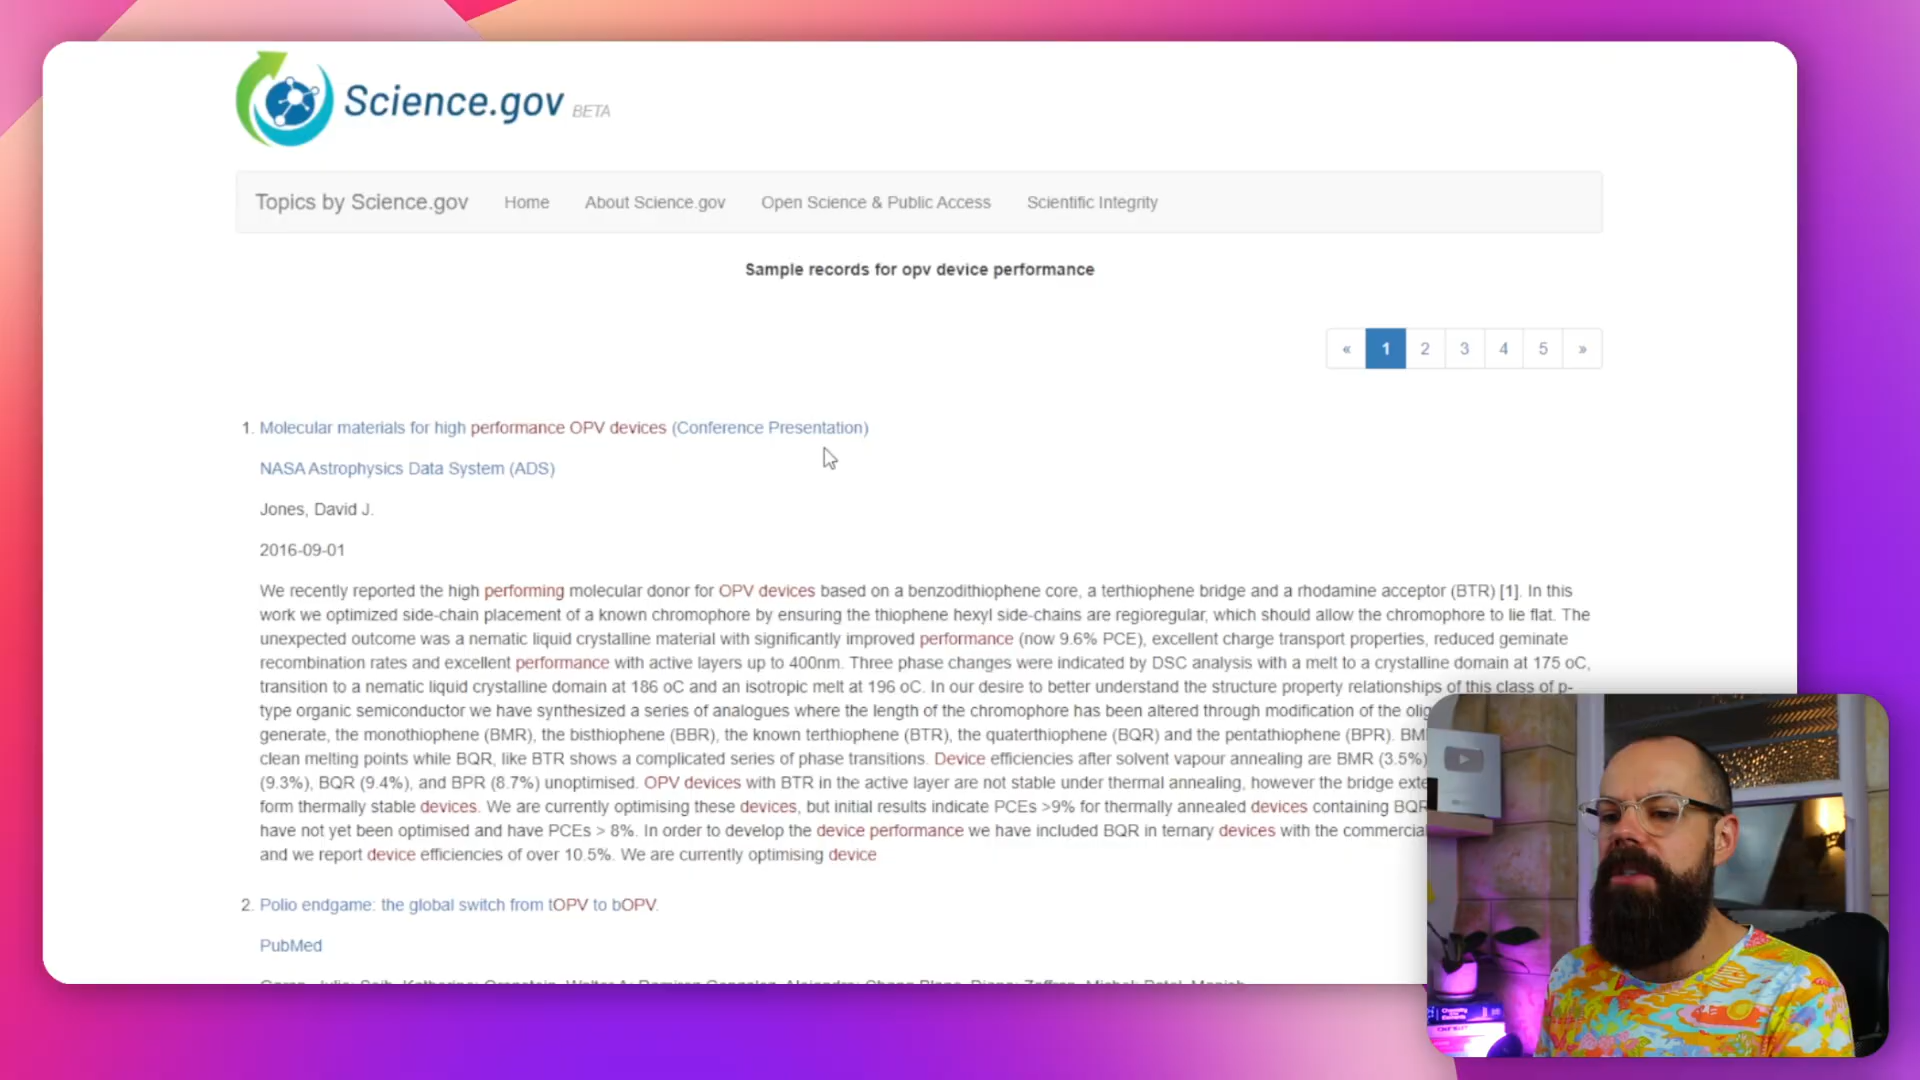 Science.gov BETA
Topics by Science.gov Home About Science.gov Open Science & Public Access Scientific Integrity
Sample records for opv device performance
« 1 2 3 4 5 »
1. Molecular materials for high performance OPV devices (Conference Presentation)
NASA Astrophysics Data System (ADS)
Jones, David J.
2016-09-01
We recently reported the high performing molecular donor for OPV devices based on a benzodithiophene core, a terthiophene bridge and a rhodamine acceptor (BTR) [1]. In this
work we optimized side-chain placement of a known chromophore by ensuring the thiophene hexyl side-chains are regioregular, which should allow the chromophore to lie flat. The
unexpected outcome was a nematic liquid crystalline material with significantly improved performance (now 9.6% PCE), excellent charge transport properties, reduced geminate
recombination rates and excellent performance with active layers up to 400nm. Three phase changes were indicated by DSC analysis with a melt to a crystalline domain at 175 oC,
transition to a nematic liquid crystalline domain at 186 oC and an isotropic melt at 196 oC. In our desire to better understand the structure property relationships of this class of p-
type organic semiconductor we have synthesized a series of analogues where the length of the chromophore has been altered through modification of the
generate, the monothiophene (BMR), the bisthiophene (BBR), the known terthiophene (BTR), the quaterthiophene (BQR) and the pentathiophene (BPR).
clean melting points while BQR, like BTR shows a complicated series of phase transitions. Device efficiencies after solvent vapour annealing are BMR (3.5%)
(9.3%), BQR (9.4%), and BPR (8.7%) unoptimised. OPV devices with BTR in the active layer are not stable under thermal annealing, however the bridge
form thermally stable devices. We are currently optimising these devices, but initial results indicate PCEs >9% for thermally annealed devices containing BQR
have not yet been optimised and have PCEs > 8%. In order to develop the device performance we have included BQR in ternary devices with the commercial
and we report device efficiencies of over 10.5%. We are currently optimising device
2. Polio endgame: the global switch from tOPV to bOPV.
PubMed